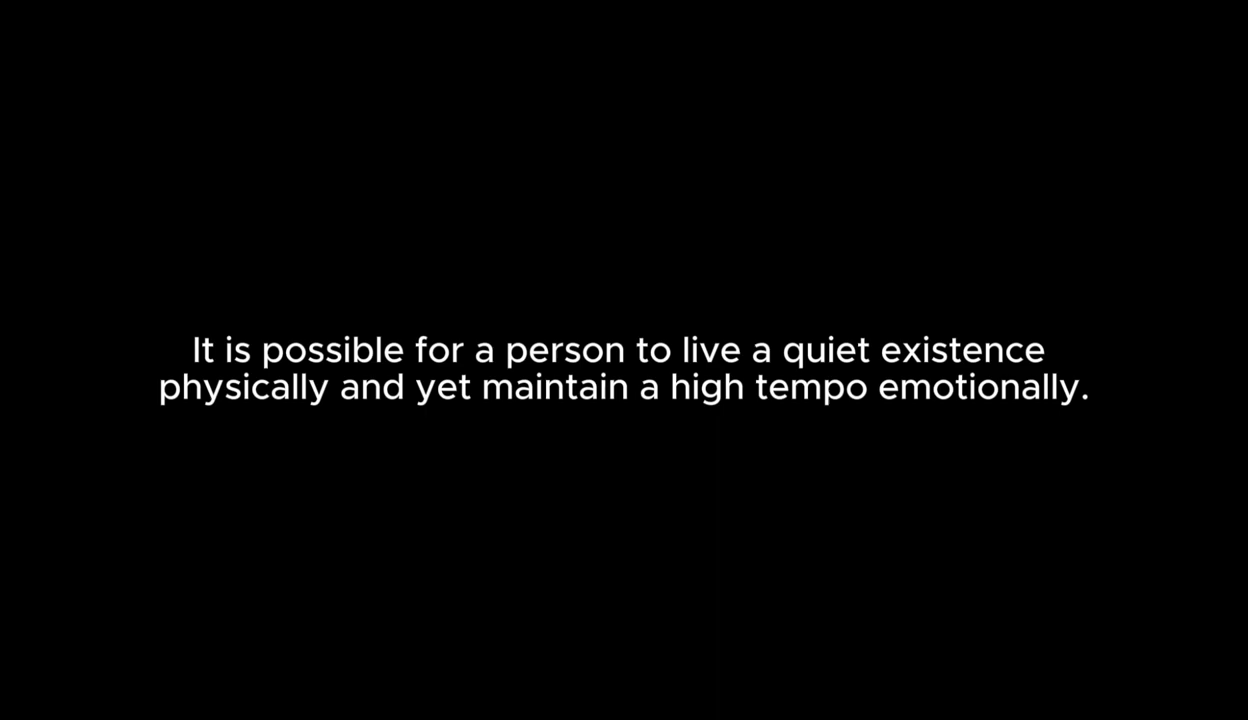 It is possible for a person to live a quiet existence
physically and yet maintain a high tempo emotionally.